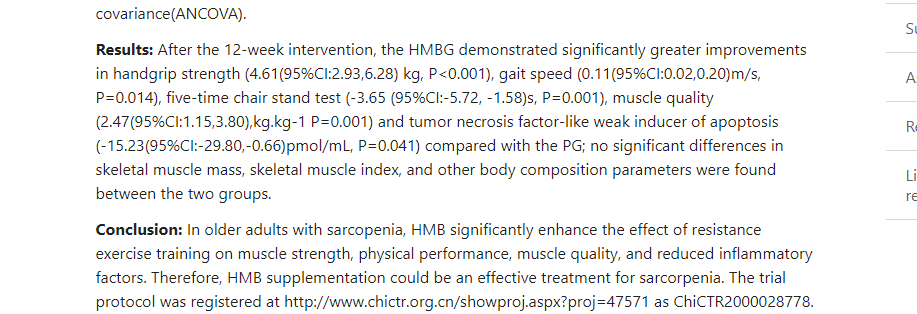 covariance(ANCOVA).
Results: After the 12-week intervention, the HMBG demonstrated significantly greater improvements
in handgrip strength (4.61(95%CI:2.93,6.28) kg, P<0.001), gait speed (0.11(95%CI:0.02,0.20)m/s,
P=0.014), five-time chair stand test (-3.65 (95%CI:-5.72, -1.58)s, P=0.001), muscle quality
(2.47(95%CI:1.15,3.80),kg.kg-1 P=0.001) and tumor necrosis factor-like weak inducer of apoptosis
(-15.23(95%CI:-29.80,-0.66)pmol/mL, P=0.041) compared with the PG; no significant differences in
skeletal muscle mass, skeletal muscle index, and other body composition parameters were found
between the two groups.
Conclusion: In older adults with sarcopenia, HMB significantly enhance the effect of resistance
exercise training on muscle strength, physical performance, muscle quality, and reduced inflammatory
factors. Therefore, HMB supplementation could be an effective treatment for sarcorpenia. The trial
protocol was registered at http://www.chictr.org.cn/showproj.aspx?proj=47571 as ChiCTR2000028778.
Li
re